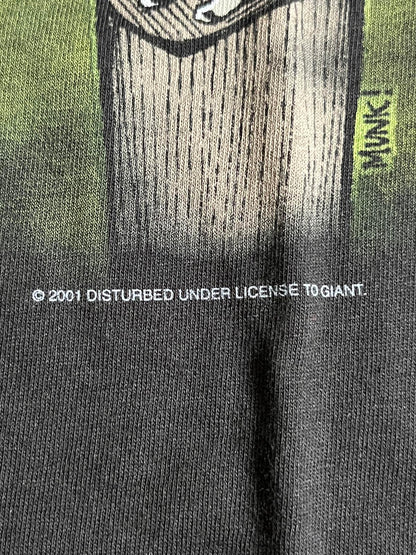 MUNK!
© 2001 DISTURBED UNDER LICENSE TO GIANT.